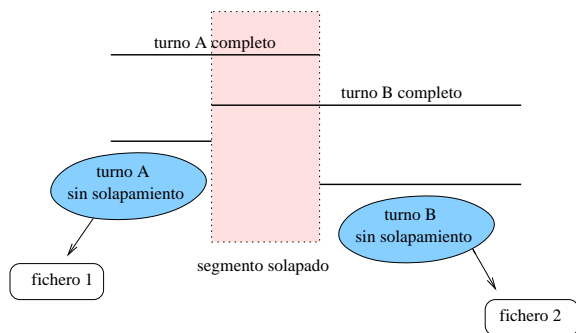 turno A completo
turno B completo
turno A
sin solapamiento
turno B
sin solapamiento
segmento solapado
fichero 1
fichero 2